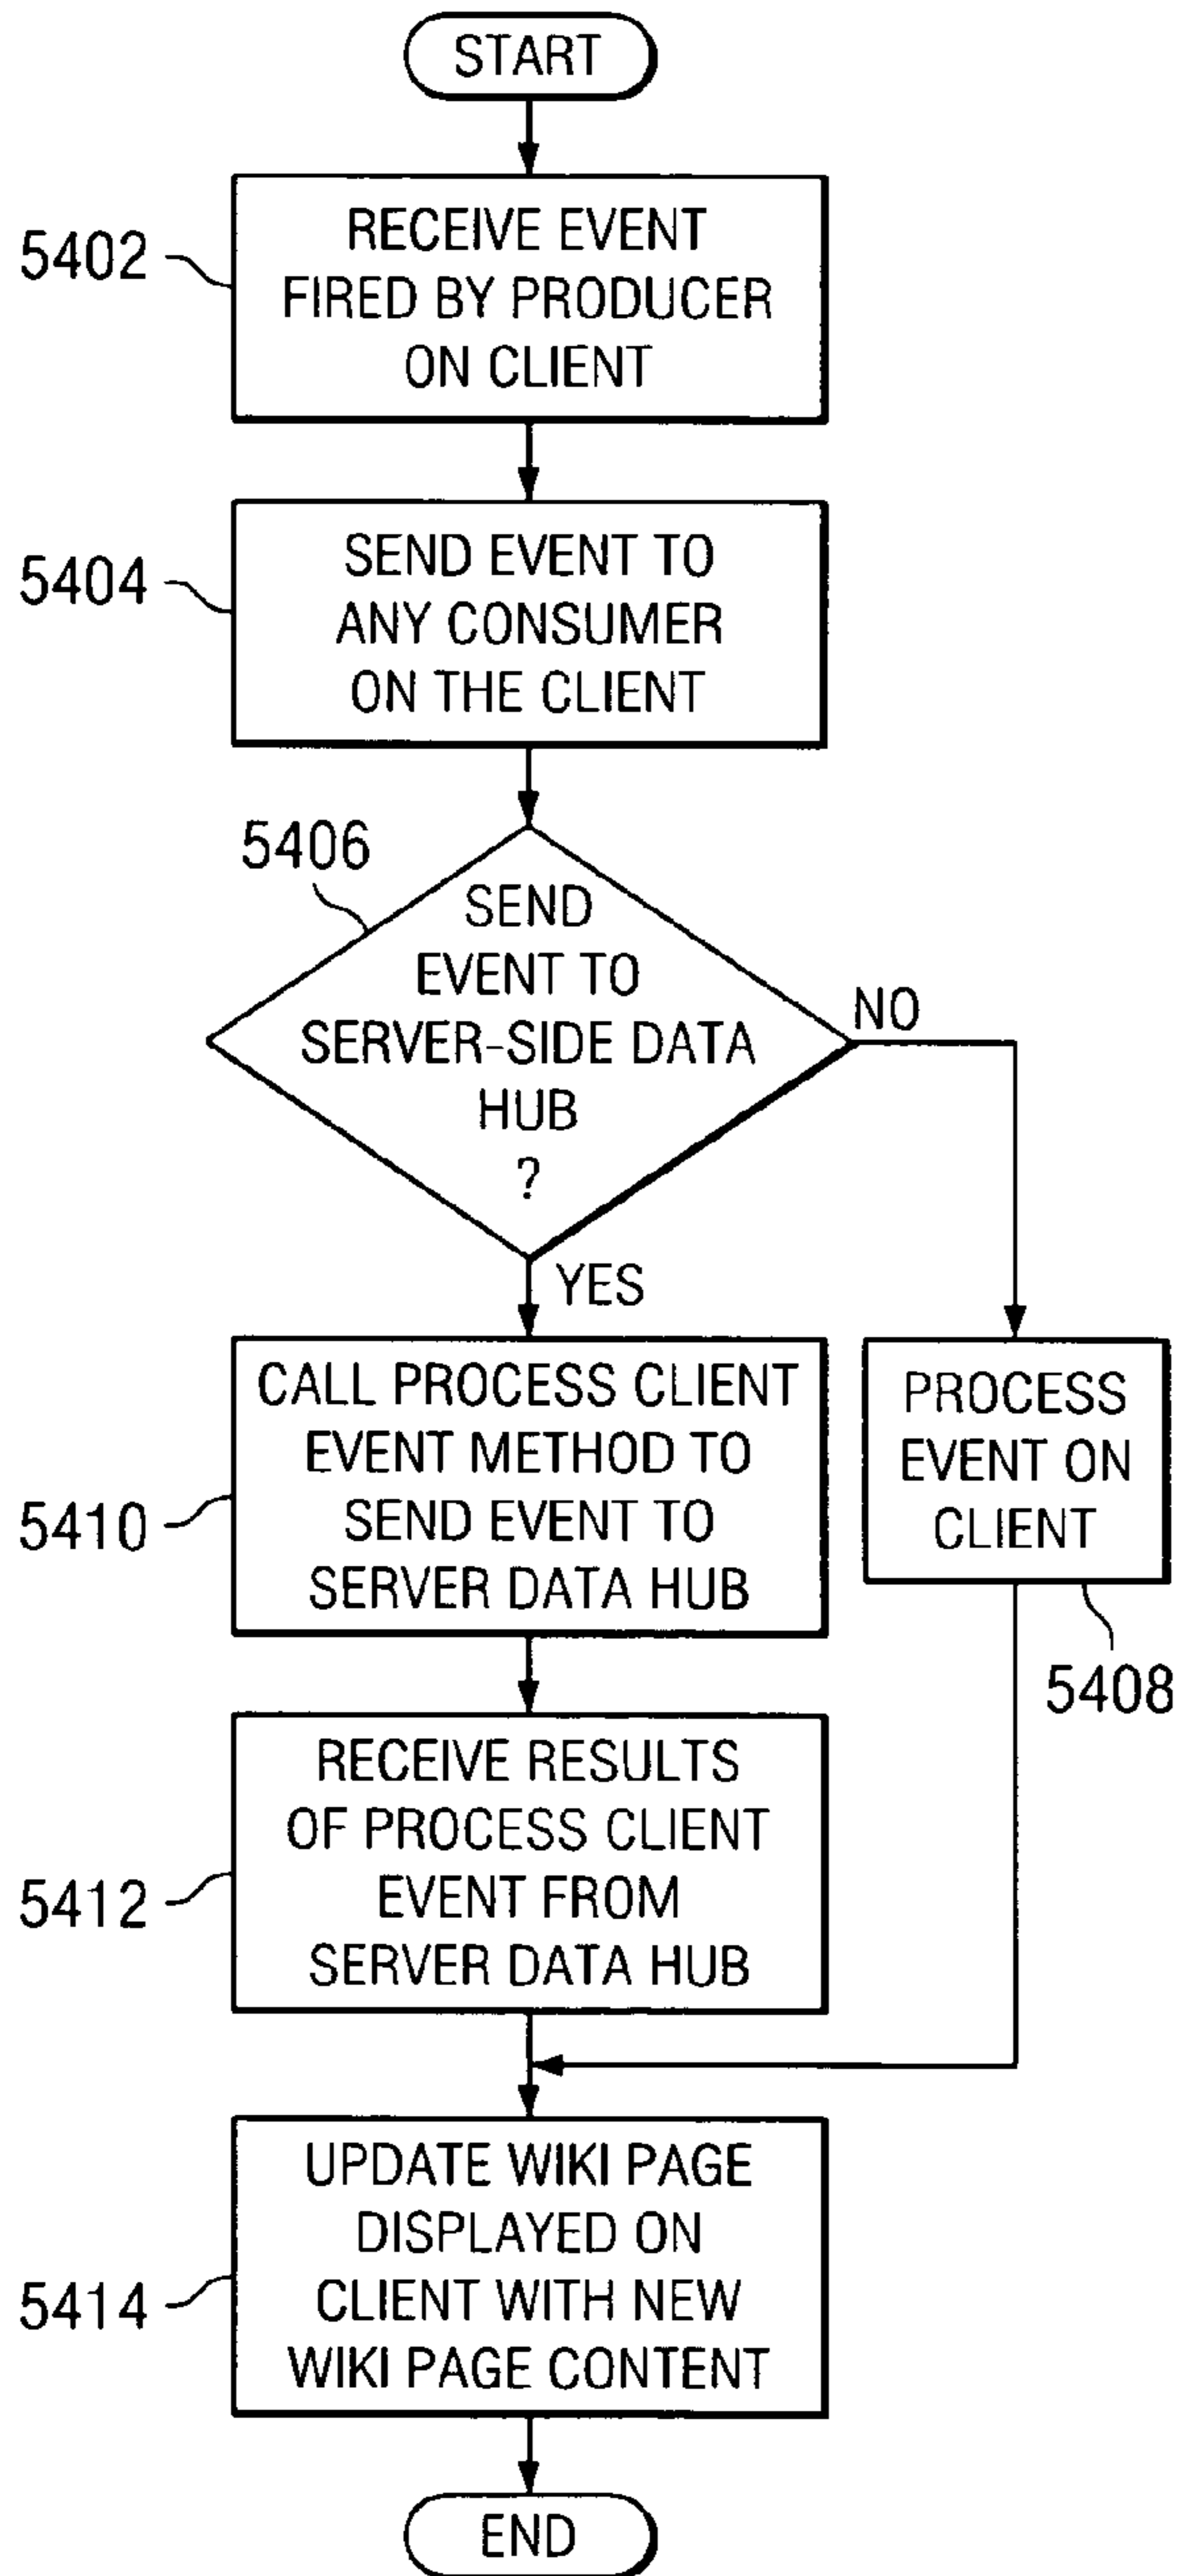 START
5402
RECEIVE EVENT
FIRED BY PRODUCER
ON CLIENT
5404
SEND EVENT TO
ANY CONSUMER
ON THE CLIENT
5406
SEND
EVENT TO
SERVER-SIDE DATA
HUB
?
NO
YES
5410
CALL PROCESS CLIENT
EVENT METHOD TO
SEND EVENT TO
SERVER DATA HUB
PROCESS
EVENT ON
CLIENT
5408
5412
RECEIVE RESULTS
OF PROCESS CLIENT
EVENT FROM
SERVER DATA HUB
5414
UPDATE WIKI PAGE
DISPLAYED ON
CLIENT WITH NEW
WIKI PAGE CONTENT
END